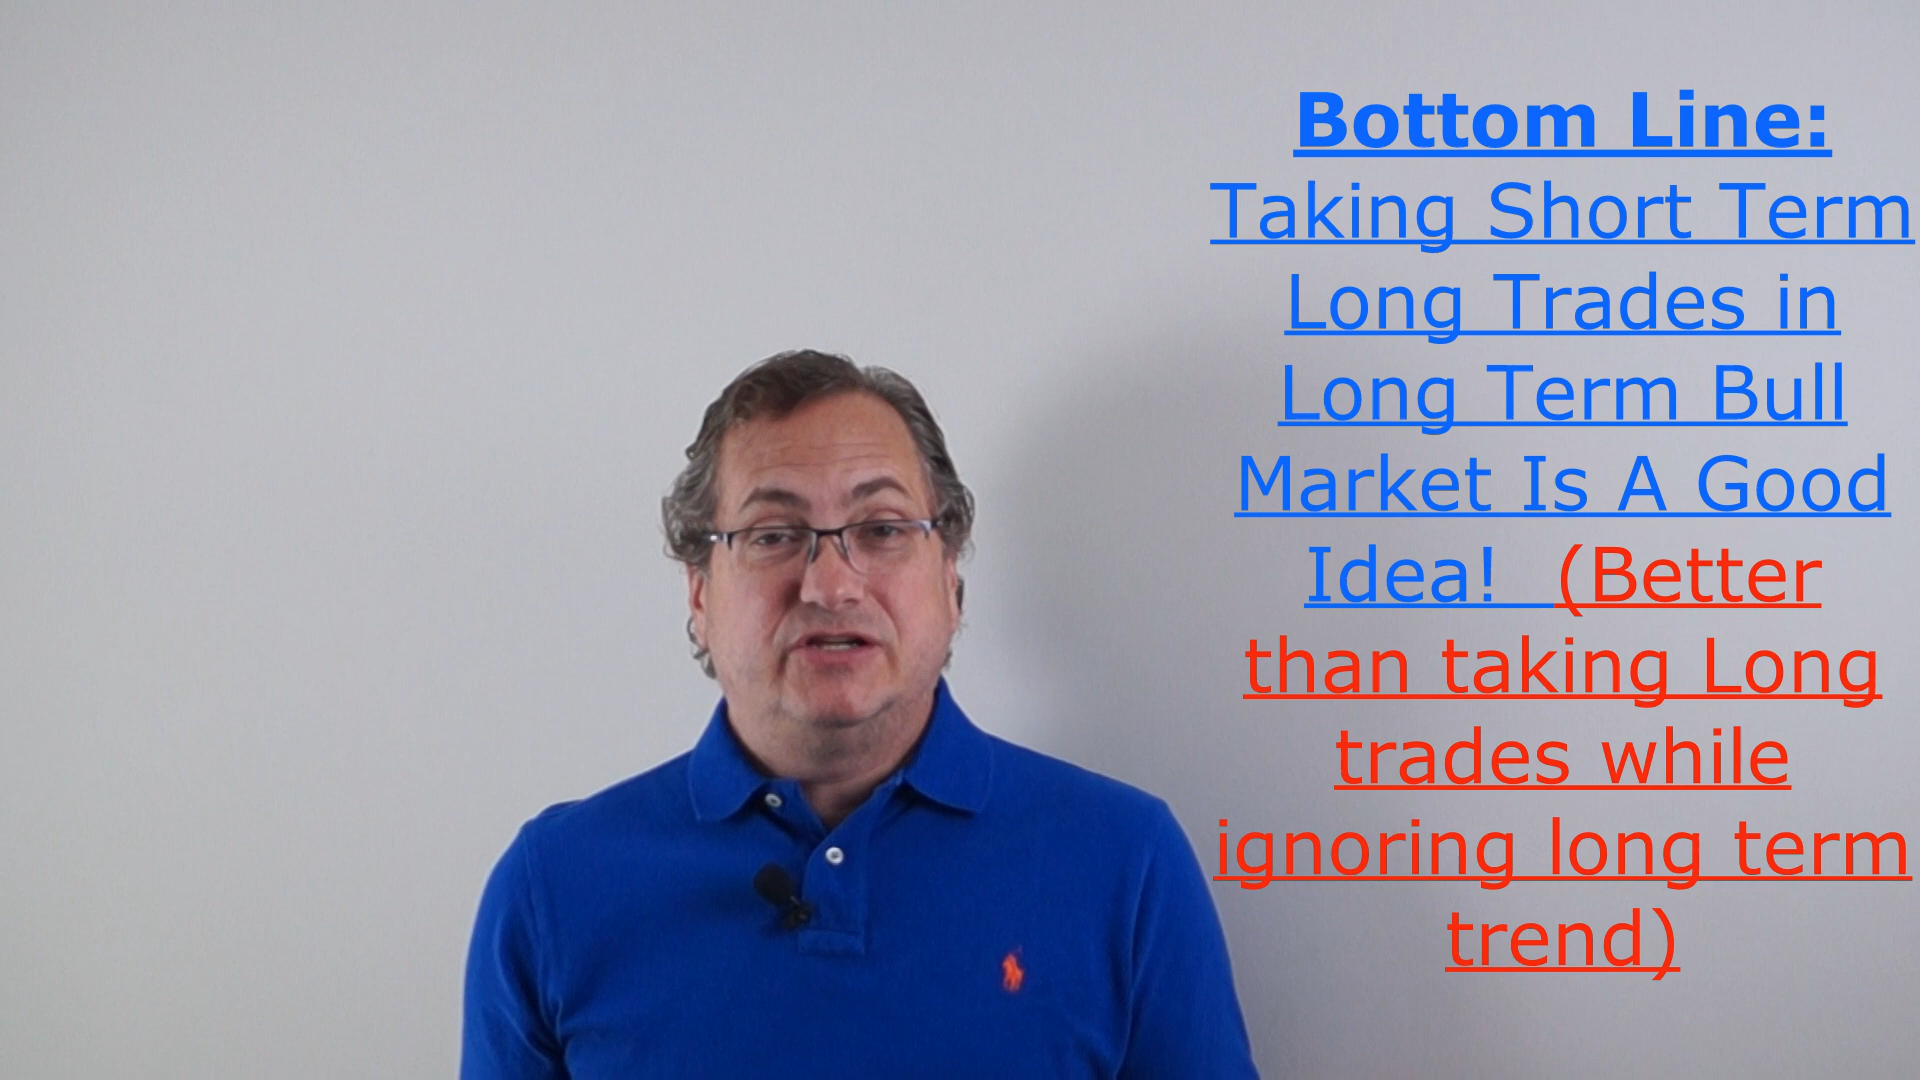 Bottom Line:
Taking Short Term
Long Trades in
Long Term Bull
Market Is A Good
Idea!  (Better
than taking Long
trades while
ignoring long term
trend)